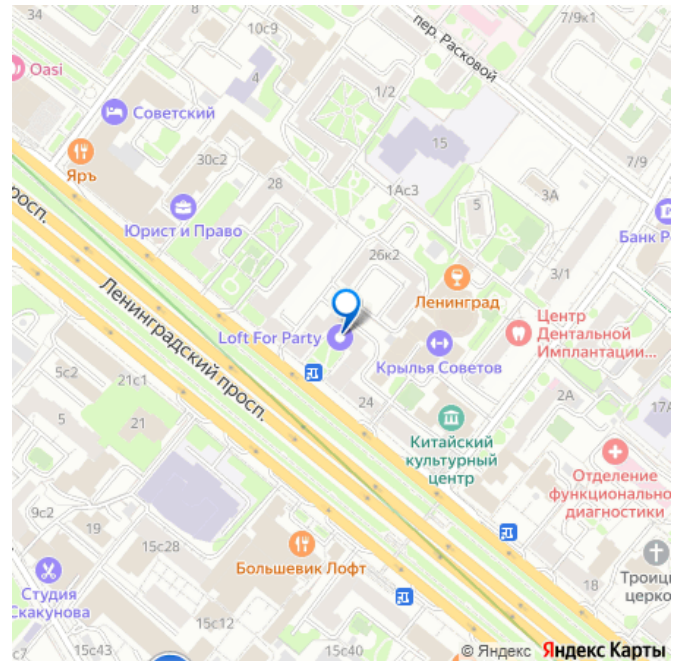 34
10с9
7/9к1
пер. Расковой
Oasi
4
1/2
Советский
Яръ
30с2
15
7/9
28
1Ас3
5
3А
Юрист и Право
Банк Р
просп.
26к2
Ленинград
3/1
Ленинградский просп.
Loft For Party
Центр
Дентальной
Имплантации...
Крылья Советов
5с2
21с1
24
2А
17А
5
21
Китайский
культурный
центр
Отделение
функционально
диагностики
9с2
19
15с28
Большевик Лофт
Студия
Скакунова
18
Троиц
церко
15с12
с7
15с43
15с40
© Яндекс Яндекс Карты